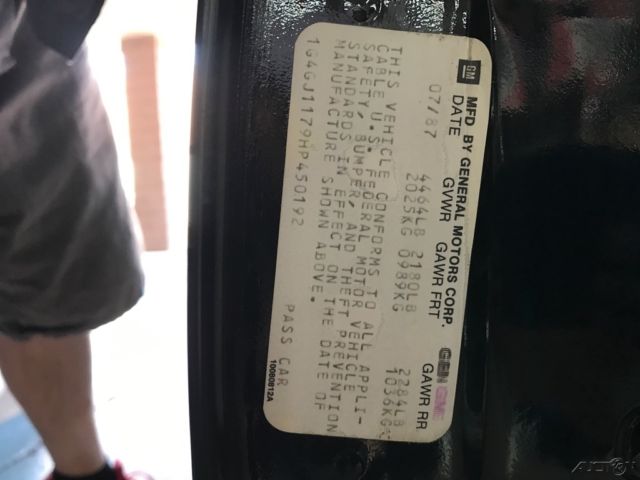 GM MFD BY GENERAL MOTORS CORP.
DATE GVWR GAWR FRT GAWR RR
07/87 4464LB 2180LB 2284LB
2025KG 0989KG 1036KG
THIS VEHICLE CONFORMS TO ALL APPLI-
CABLE U.S. FEDERAL MOTOR VEHICLE
SAFETY, BUMPER, AND THEFT PREVENTION
STANDARDS IN EFFECT ON THE DATE OF
MANUFACTURE SHOWN ABOVE.
1G4GJ1179HP450192 PASS CAR
10080812A